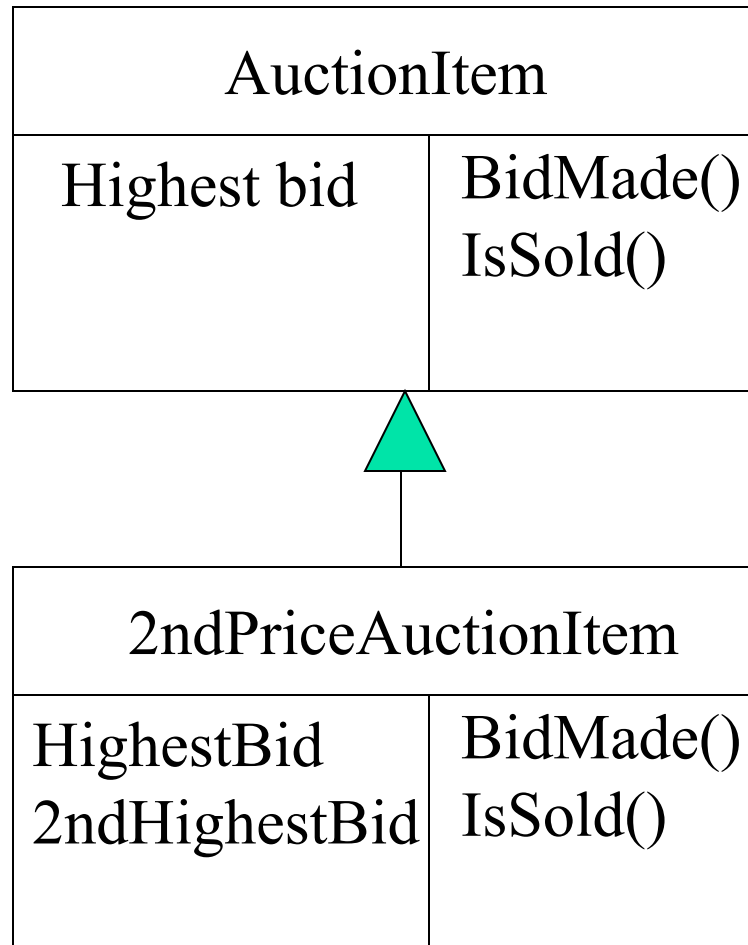 AuctionItem
Highest bid
BidMade()
IsSold()
2ndPriceAuctionItem
HighestBid
2ndHighestBid
BidMade()
IsSold()